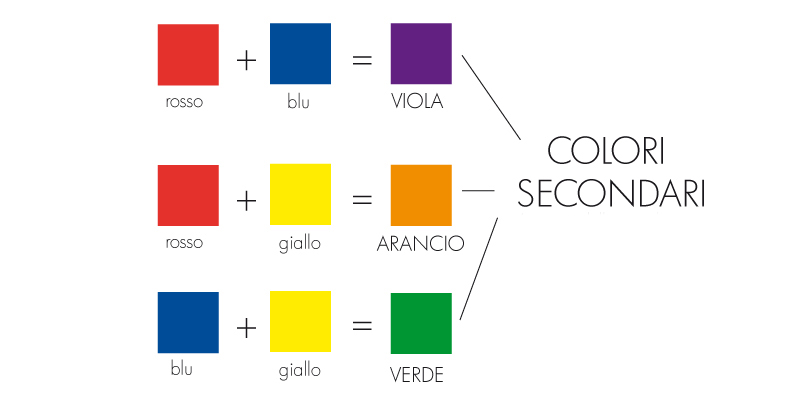 + =
rosso blu VIOLA
COLORI
SECONDARI
+ =
rosso giallo ARANCIO
+ =
blu giallo VERDE